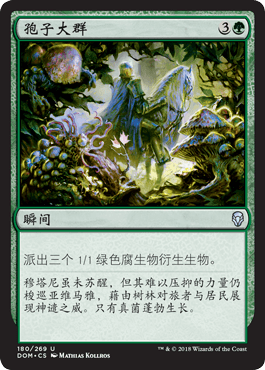 孢子大群
3
瞬间
派出三个 1/1 绿色腐生物衍生生物。
穆塔尼虽未苏醒，但其难以压抑的力量仍
梭巡亚维马雅，藉由树林对旅者与居民展
现神谴之威。只有真菌蓬勃生长。
180/269 U
DOM • CS MATHIAS KOLLROS
™ & © 2018 Wizards of the Coast